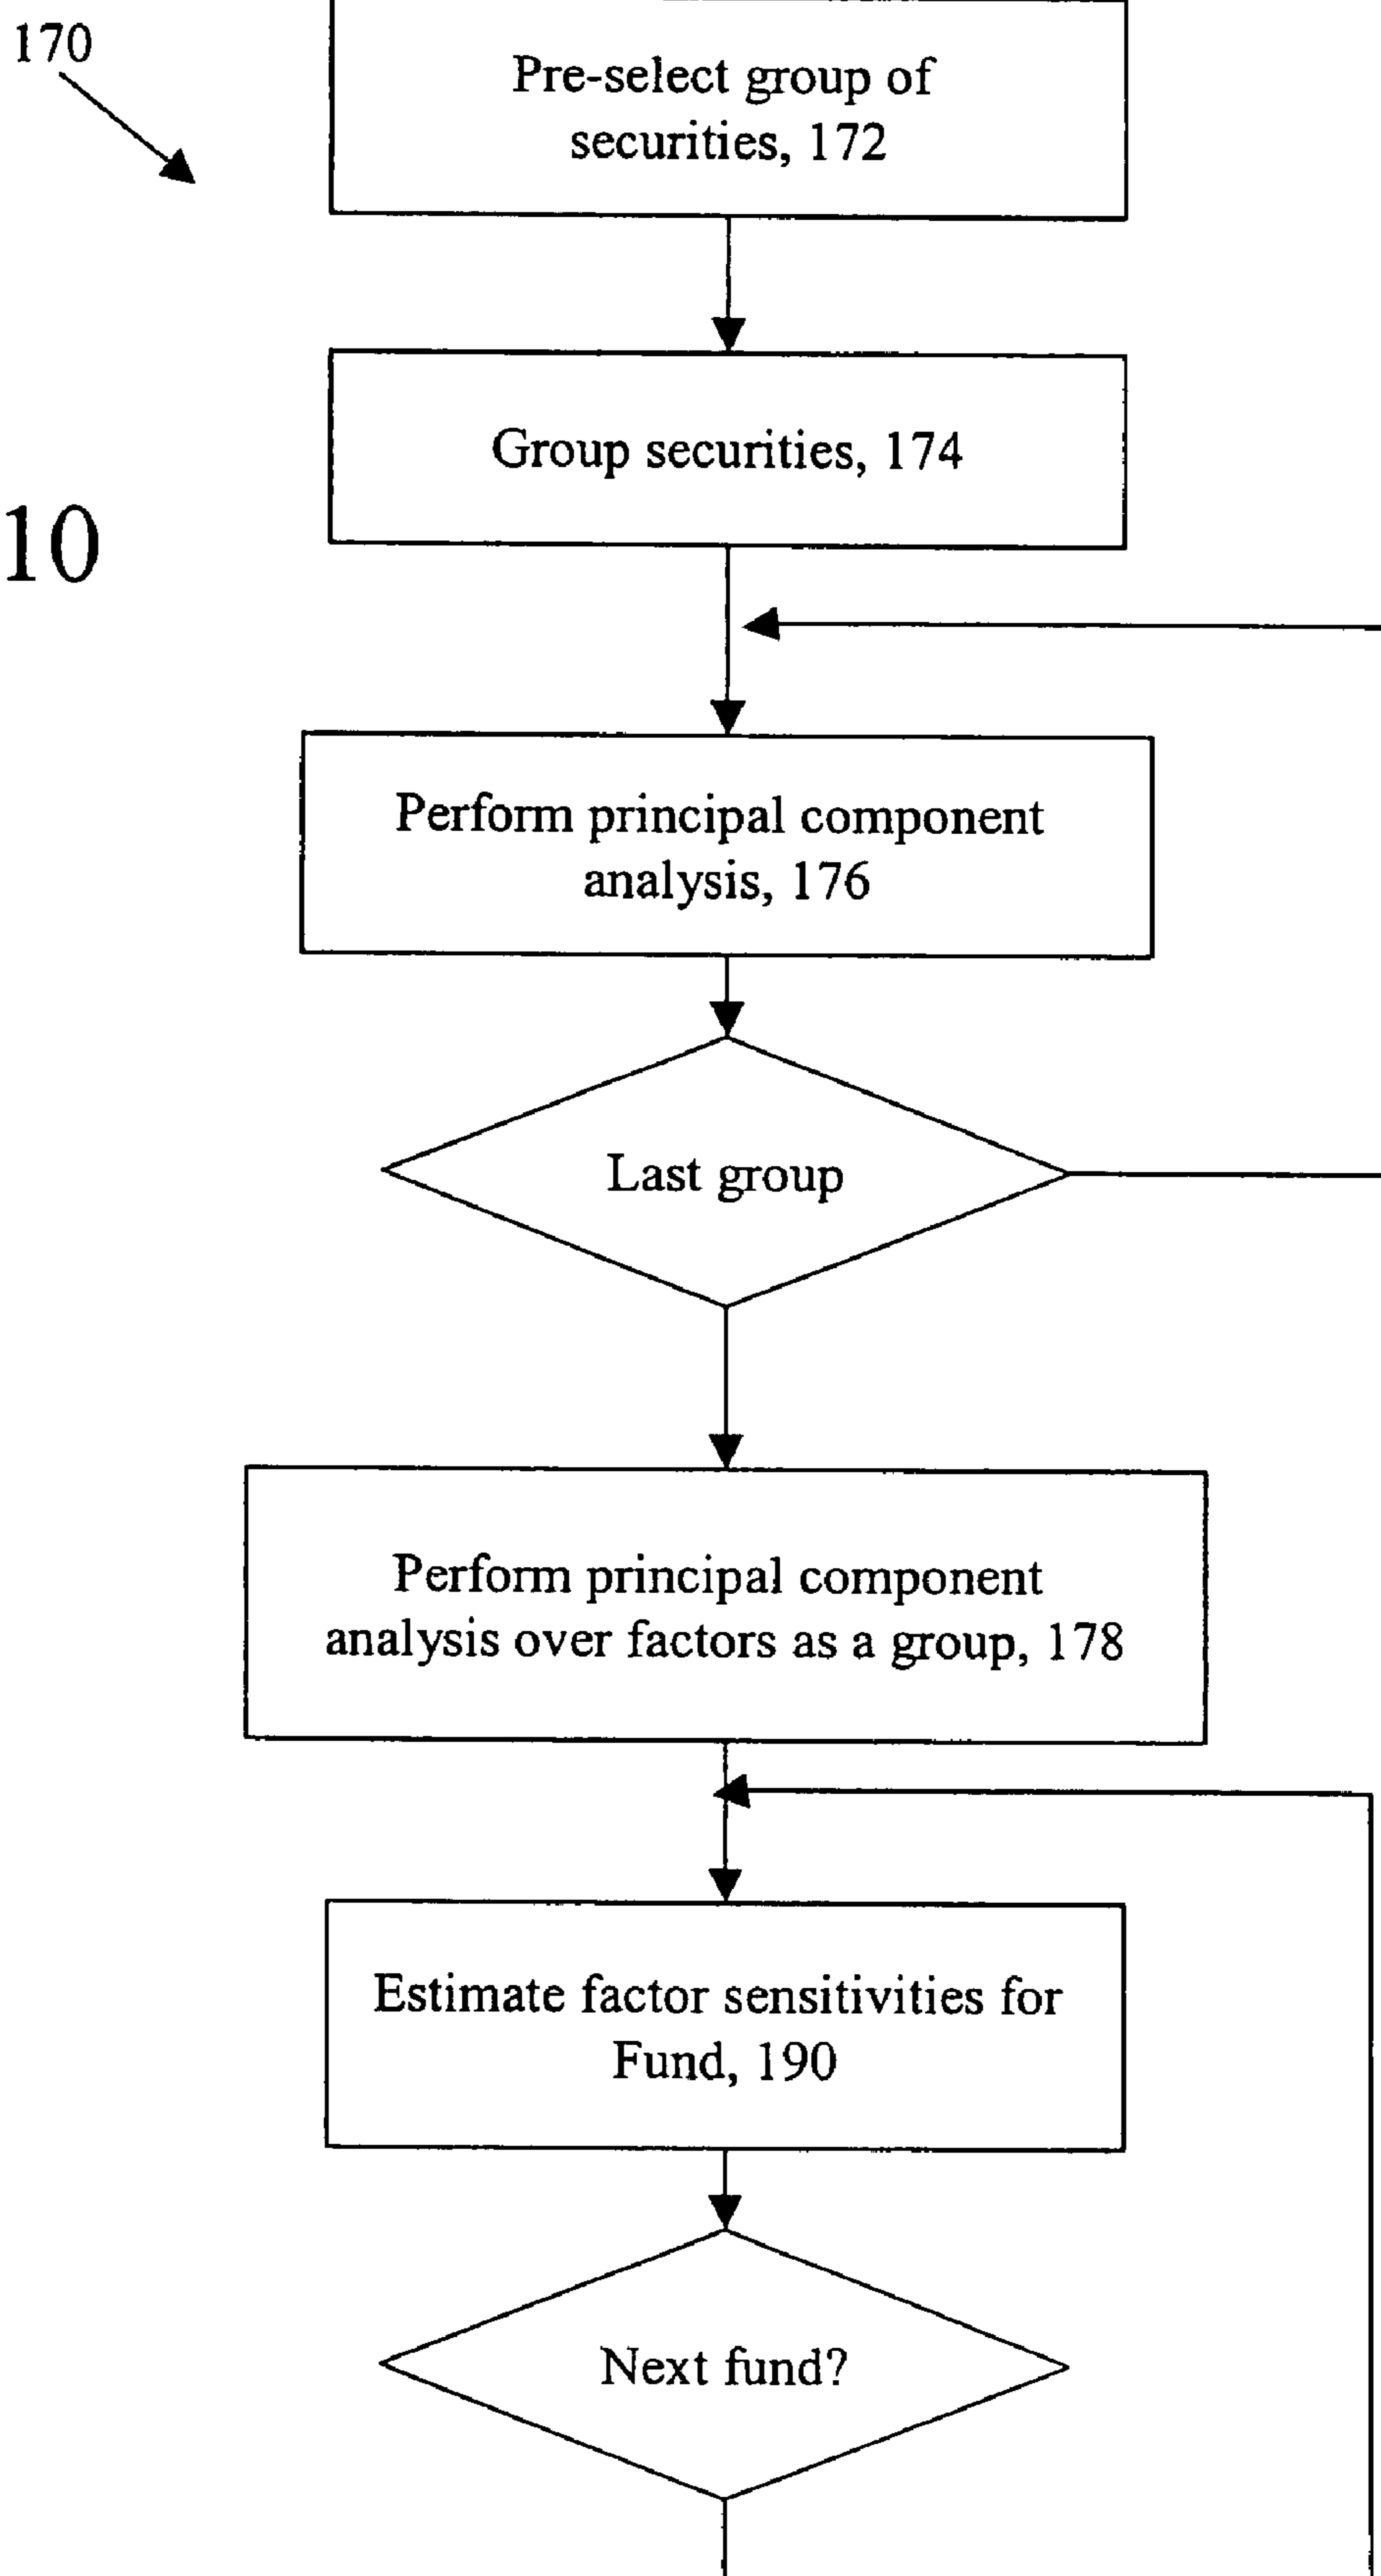 170
Pre-select group of
securities, 172
Group securities, 174
10
Perform principal component
analysis, 176
Last group
Perform principal component
analysis over factors as a group, 178
Estimate factor sensitivities for
Fund, 190
Next fund?